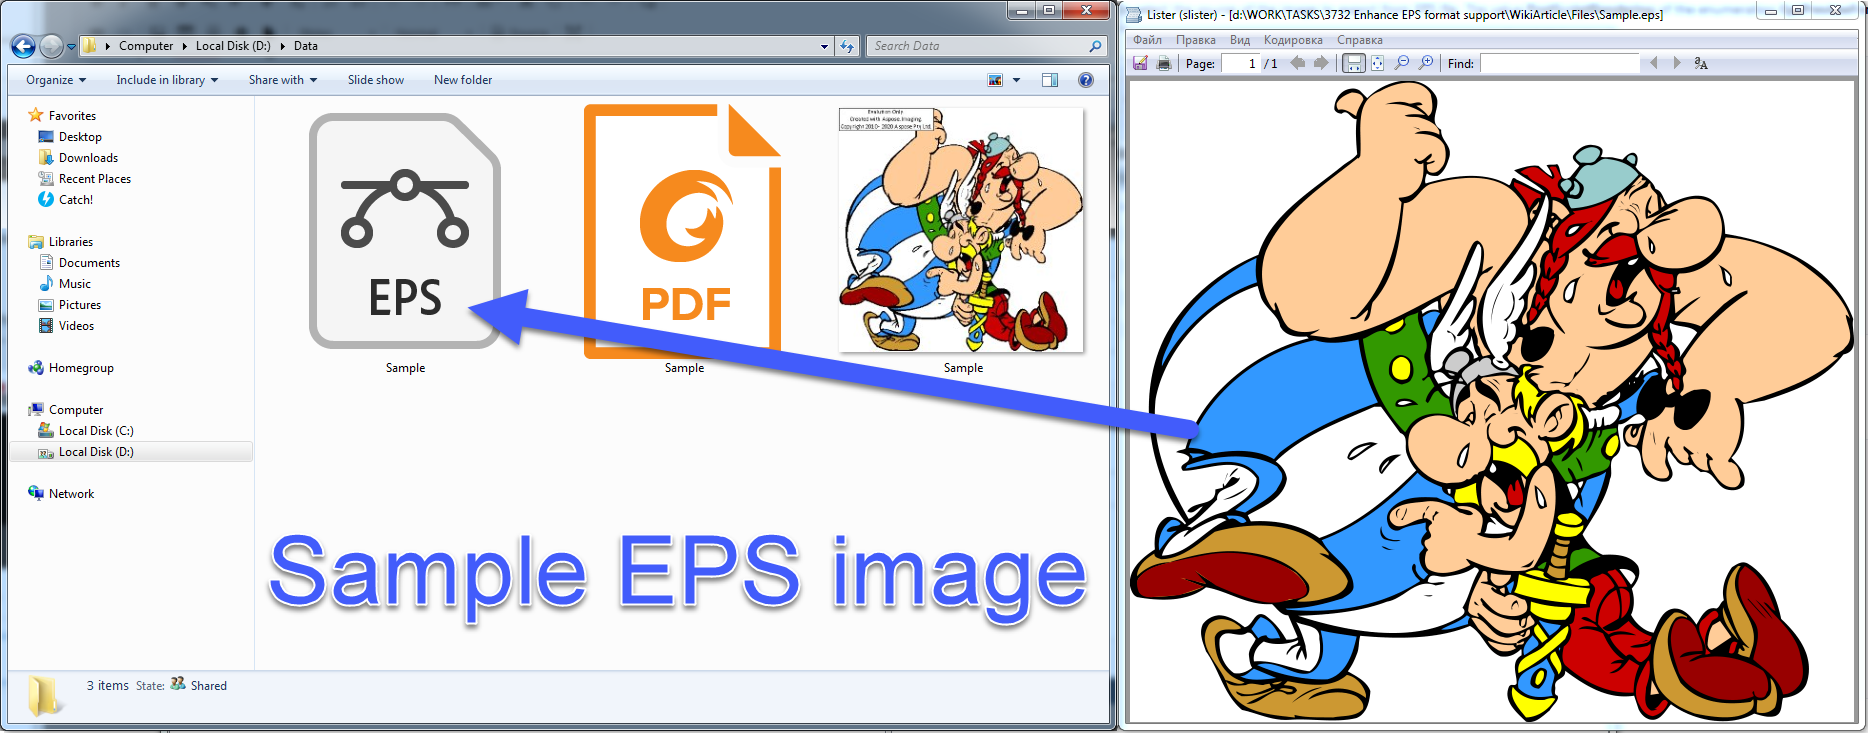 Computer ▸ Local Disk (D:) ▸ Data
Search Data
Organize
Include in library
Share with
Slide show
New folder
Favorites
Desktop
Downloads
Recent Places
Catch!
Libraries
Documents
Music
Pictures
Videos
Homegroup
Computer
Local Disk (C:)
Local Disk (D:)
Network
EPS
Sample
PDF
Sample
Evaluation Only
Created with Aspose.Imaging.
Copyright 2010-2020 Aspose Pty Ltd.
Sample
Sample EPS image
3 items State: Shared
Lister (slister) - [d:\WORK\TASKS\3732 Enhance EPS format support\WikiArticle\Files\Sample.eps]
Файл Правка Вид Кодировка Справка
Page: 1 / 1
Find: